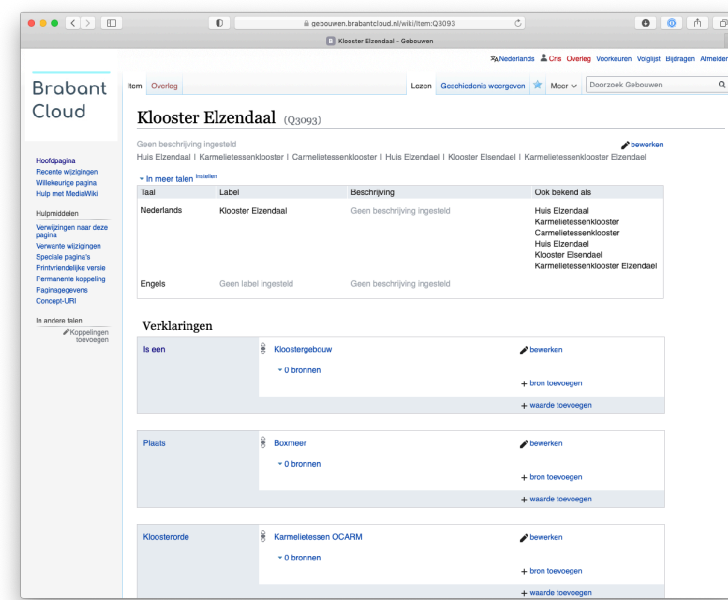 gebouwen.brabantcloud.nl/wiki/Item:Q3093
Klooster Elzendaal – Gebouwen
Nederlands Cris Overleg Voorkeuren Volglijst Bijdragen Afmelden
Brabant
Cloud
Item Overleg Lezen Geschiedenis weergeven Meer Doorzoek Gebouwen
Klooster Elzendaal (Q3093)
Geen beschrijving ingesteld
bewerken
Huis Elzendaal | Karmelietessenklooster | Carmelietessenklooster | Huis Elzendael | Klooster Elsendael | Karmelietessenklooster Elzendael
Hoofdpagina
Recente wijzigingen
Willekeurige pagina
Hulp met MediaWiki
Hulpmiddelen
Verwijzingen naar deze
pagina
Verwante wijzigingen
Speciale pagina's
Printvriendelijke versie
Permanente koppeling
Paginagegevens
Concept-URI
In andere talen
Koppelingen
toevoegen
In meer talen Instellen
Taal Label Beschrijving Ook bekend als
Nederlands Klooster Elzendaal Geen beschrijving ingesteld Huis Elzendaal
Karmelietessenklooster
Carmelietessenklooster
Huis Elzendael
Klooster Elsendael
Karmelietessenklooster Elzendael
Engels Geen label ingesteld Geen beschrijving ingesteld
Verklaringen
Is een Kloostergebouw bewerken
0 bronnen
+ bron toevoegen
+ waarde toevoegen
Plaats Boxmeer bewerken
0 bronnen
+ bron toevoegen
+ waarde toevoegen
Kloosterorde Karmelietessen OCARM bewerken
0 bronnen
+ bron toevoegen
+ waarde toevoegen